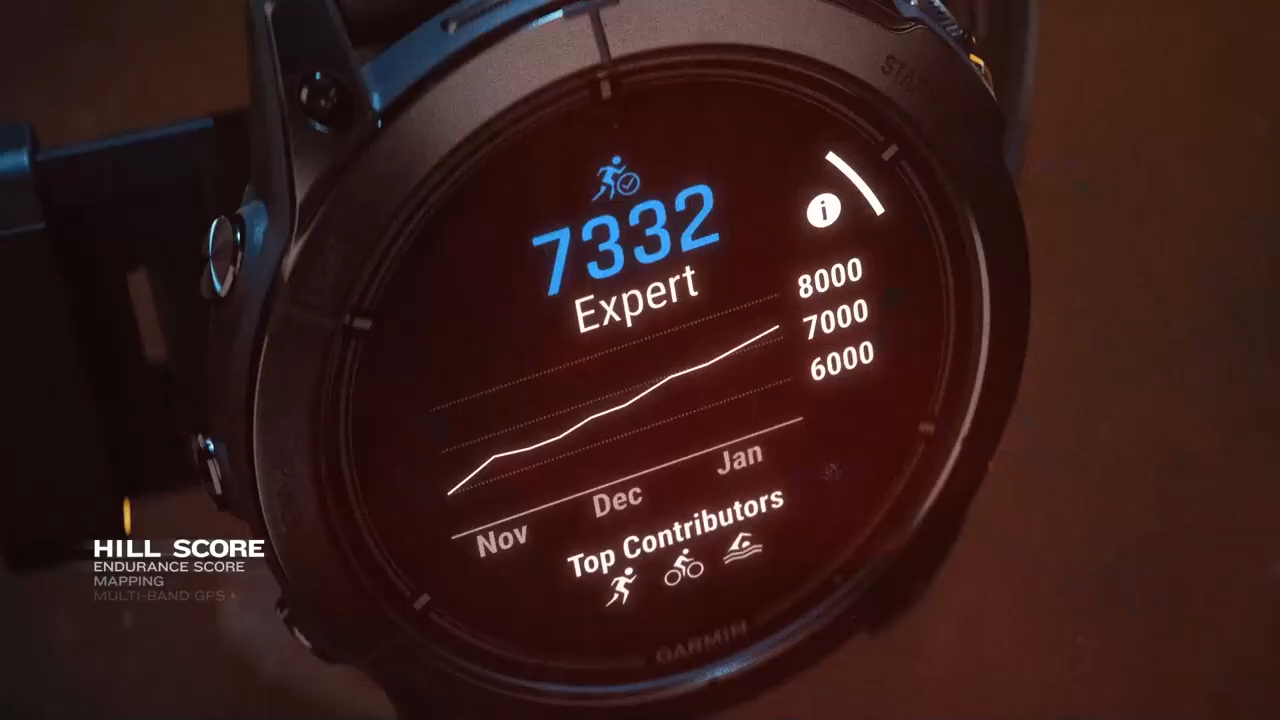 START
7332
Expert
8000
7000
6000
Nov
Dec
Jan
Top Contributors
GARMIN
HILL SCORE
ENDURANCE SCORE
MAPPING
MULTI-BAND GPS +